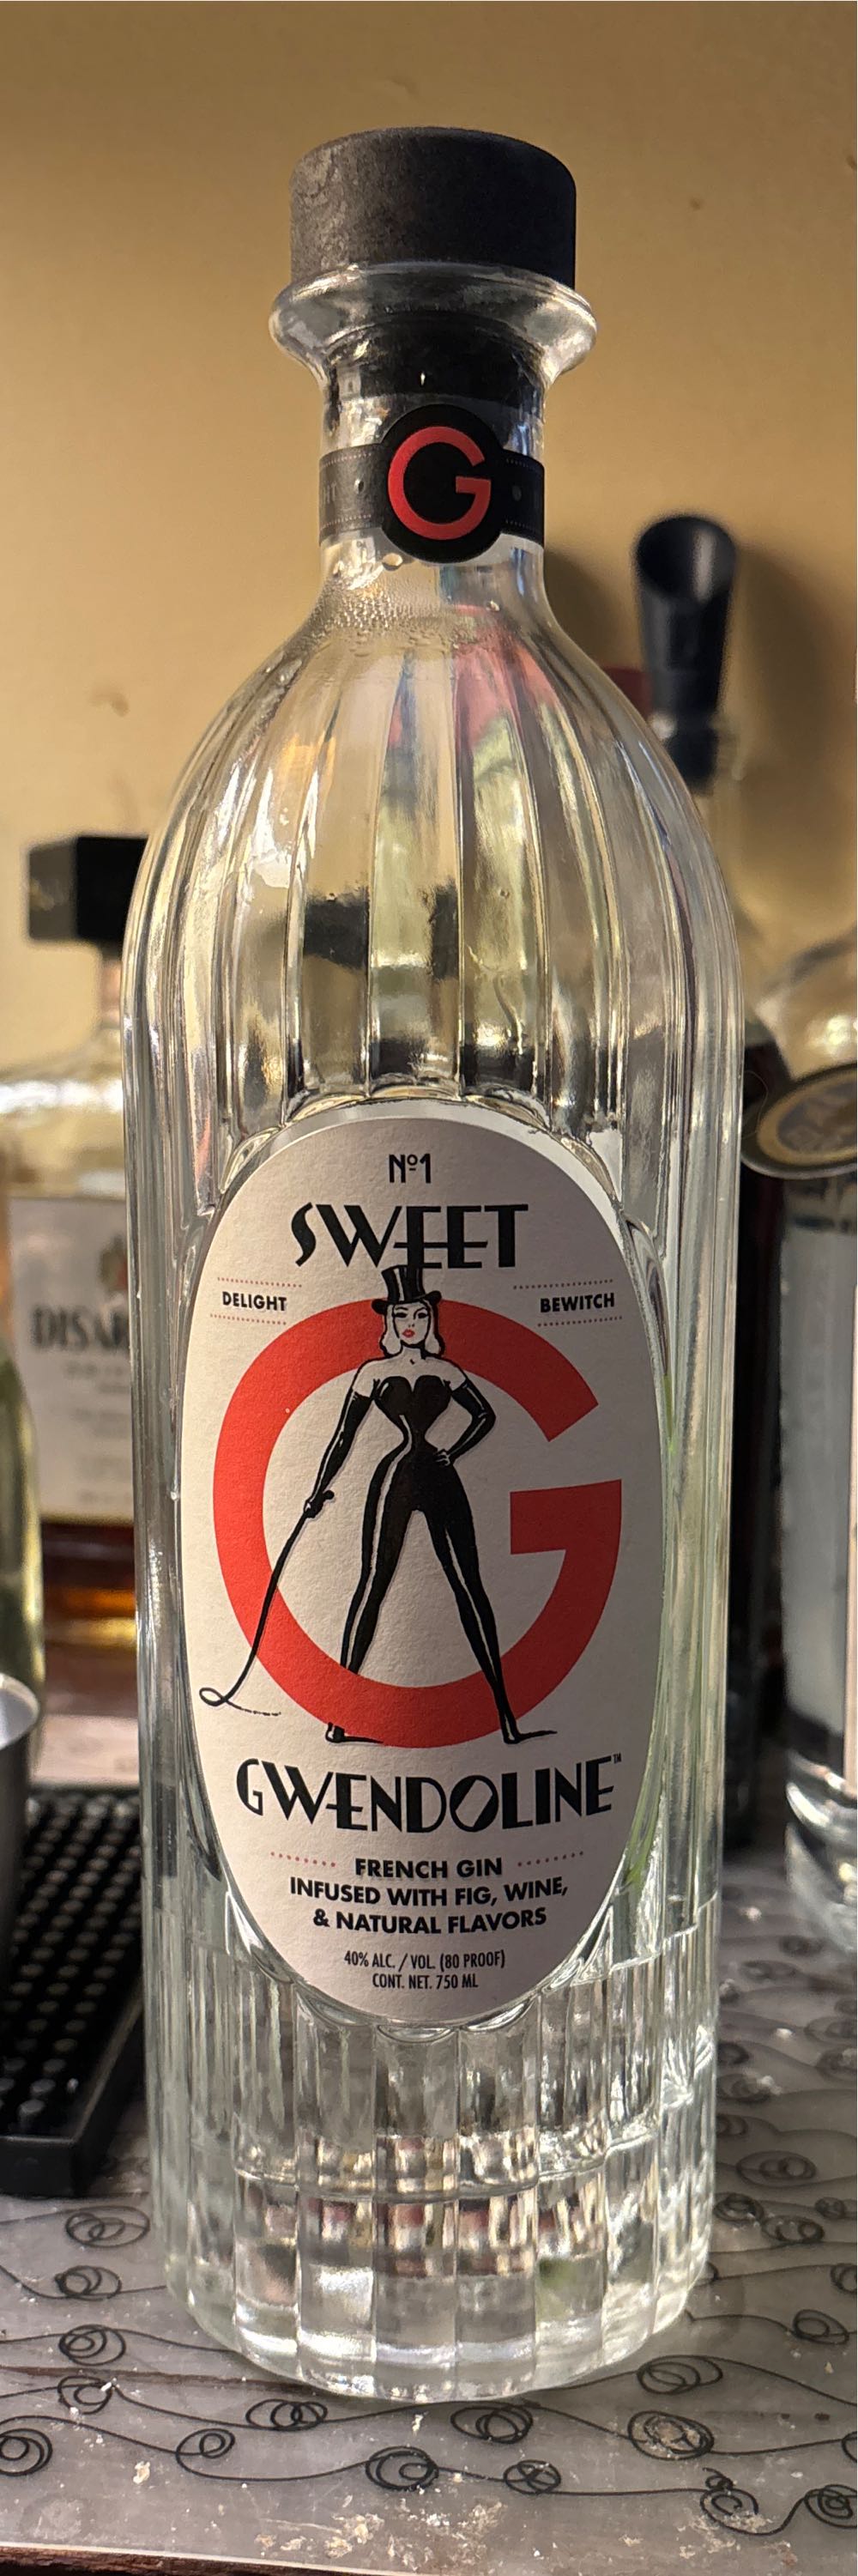 G
Nº1
SWEET
DELIGHT
BEWITCH
G
GWENDOLINE™
FRENCH GIN
INFUSED WITH FIG, WINE,
& NATURAL FLAVORS
40% ALC. / VOL. (80 PROOF)
CONT. NET. 750 ML